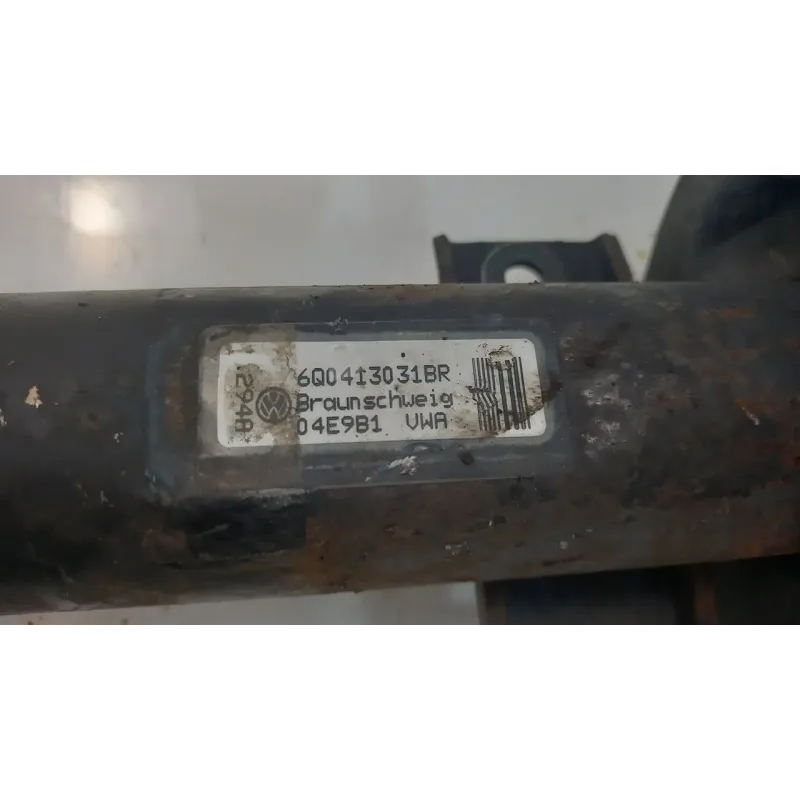 6Q0413031BR
Braunschweig
04E9B1 VWA
.2948